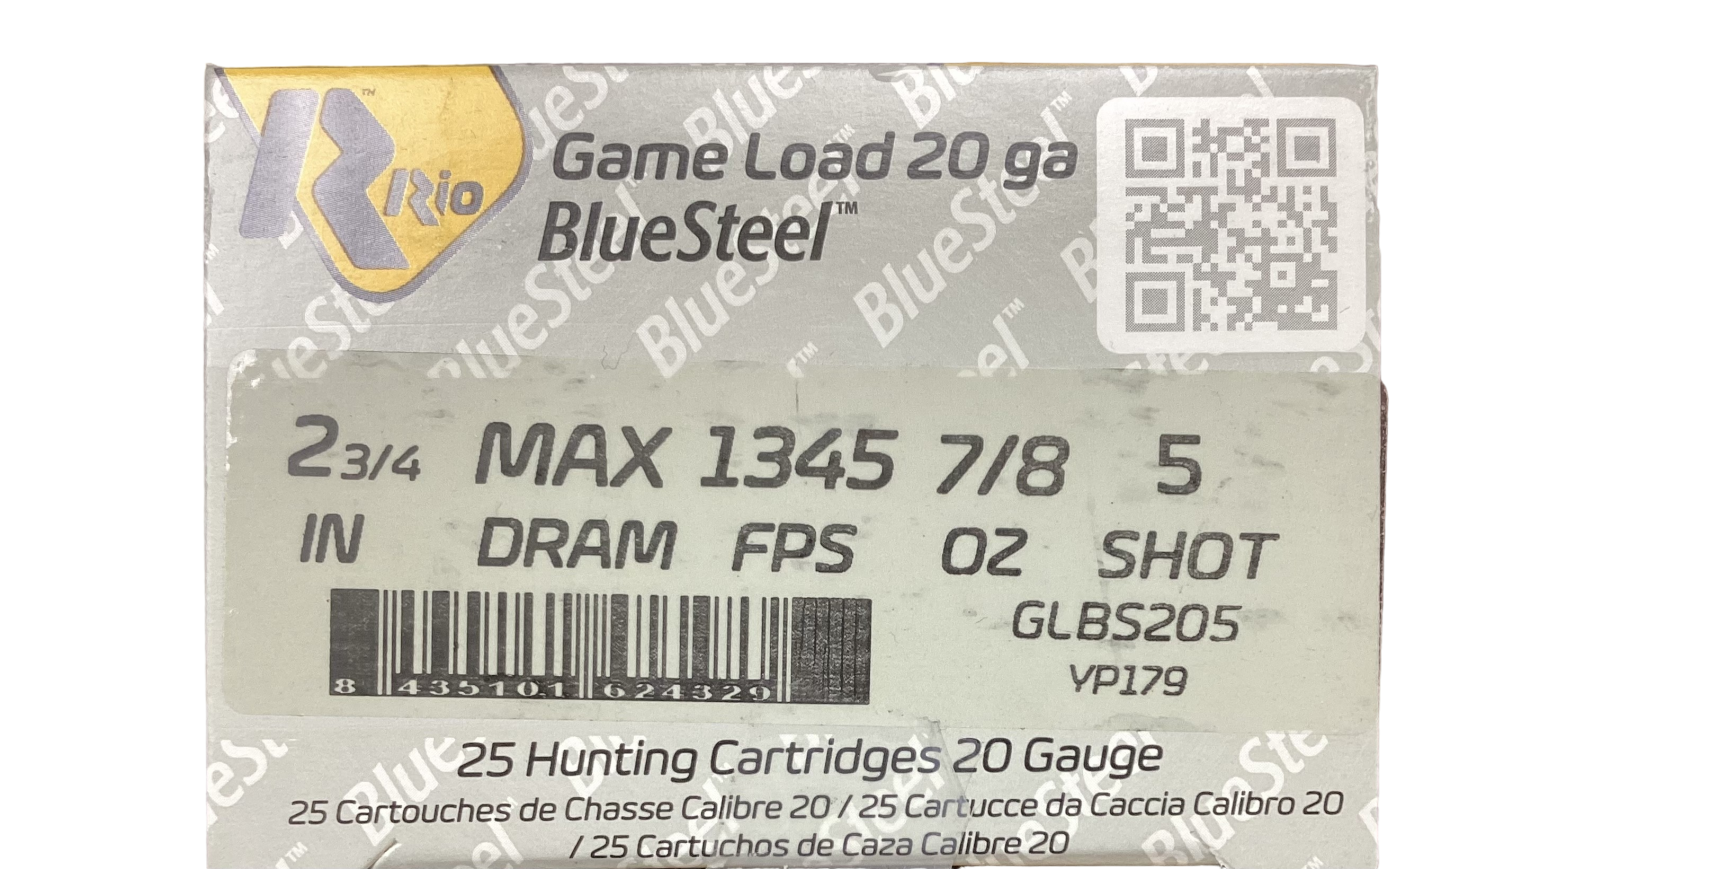 Rio
Game Load 20 ga
BlueSteel™
2 3/4 MAX 1345 7/8 5
IN DRAM FPS OZ SHOT
GLBS205
YP179
8 435101 624329
25 Hunting Cartridges 20 Gauge
25 Cartouches de Chasse Calibre 20 / 25 Cartucce da Caccia Calibro 20
/ 25 Cartuchos de Caza Calibre 20